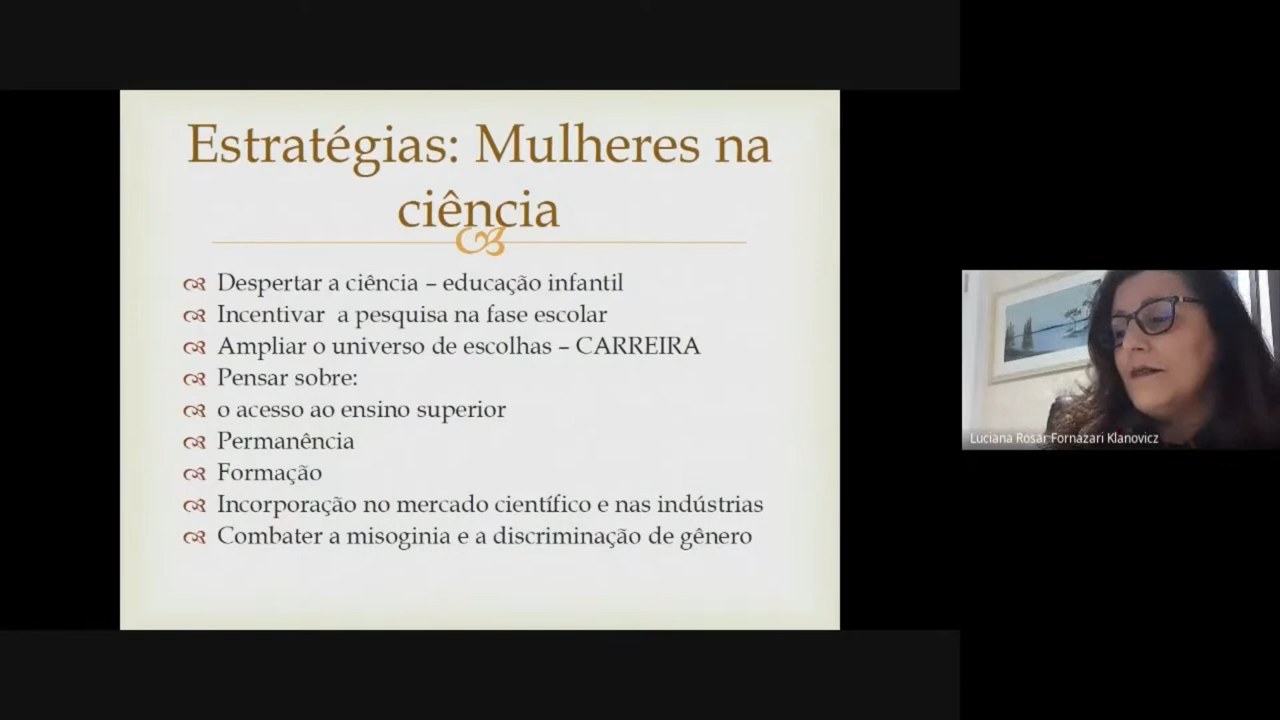 Estratégias: Mulheres na
ciência
Despertar a ciência – educação infantil
Incentivar a pesquisa na fase escolar
Ampliar o universo de escolhas – CARREIRA
Pensar sobre:
o acesso ao ensino superior
Permanência
Formação
Incorporação no mercado científico e nas indústrias
Combater a misoginia e a discriminação de gênero
Luciana Rosar Fornazari Klanovicz